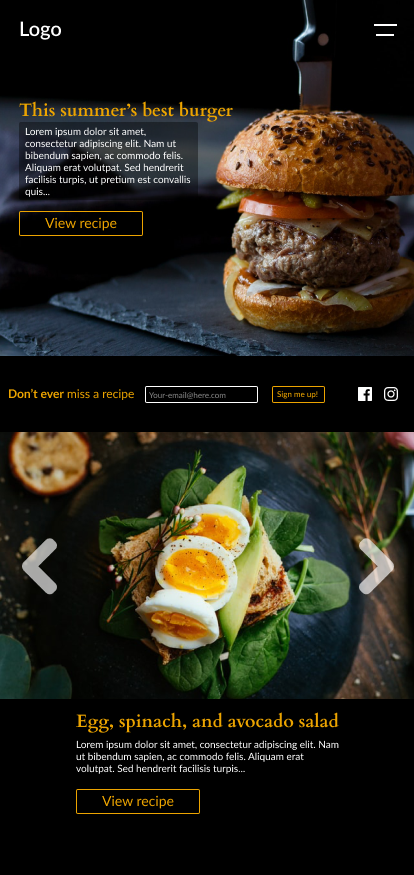 Logo
This summer’s best burger
Lorem ipsum dolor sit amet,
consectetur adipiscing elit. Nam ut
bibendum sapien, ac commodo felis.
Aliquam erat volutpat. Sed hendrerit
facilisis turpis, ut pretium est convallis
quis...
View recipe
Don’t ever miss a recipe
Your-email@here.com
Sign me up!
Egg, spinach, and avocado salad
Lorem ipsum dolor sit amet, consectetur adipiscing elit. Nam
ut bibendum sapien, ac commodo felis. Aliquam erat
volutpat. Sed hendrerit facilisis turpis...
View recipe